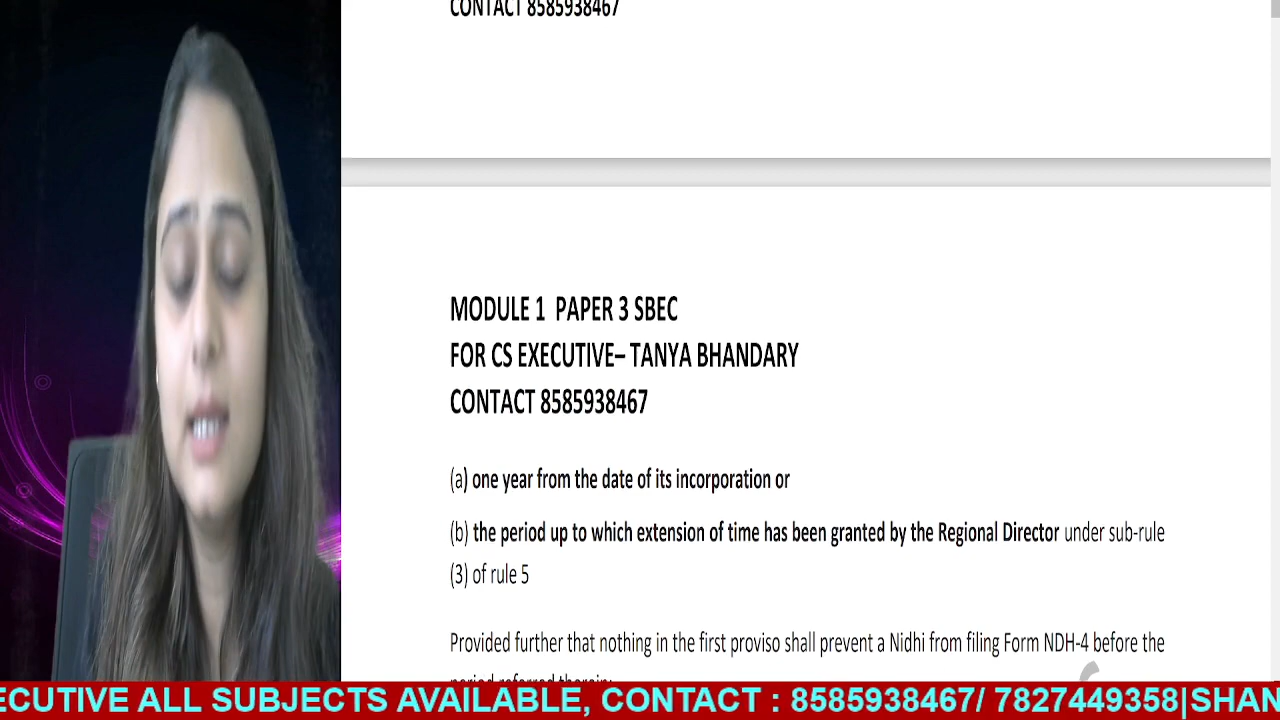 CONTACT 8585938467
MODULE 1 PAPER 3 SBEC
FOR CS EXECUTIVE– TANYA BHANDARY
CONTACT 8585938467
(a) one year from the date of its incorporation or
(b) the period up to which extension of time has been granted by the Regional Director under sub-rule
(3) of rule 5
Provided further that nothing in the first proviso shall prevent a Nidhi from filing Form NDH-4 before the
period referred therein:
ECUTIVE ALL SUBJECTS AVAILABLE, CONTACT : 8585938467/ 7827449358|SHAN